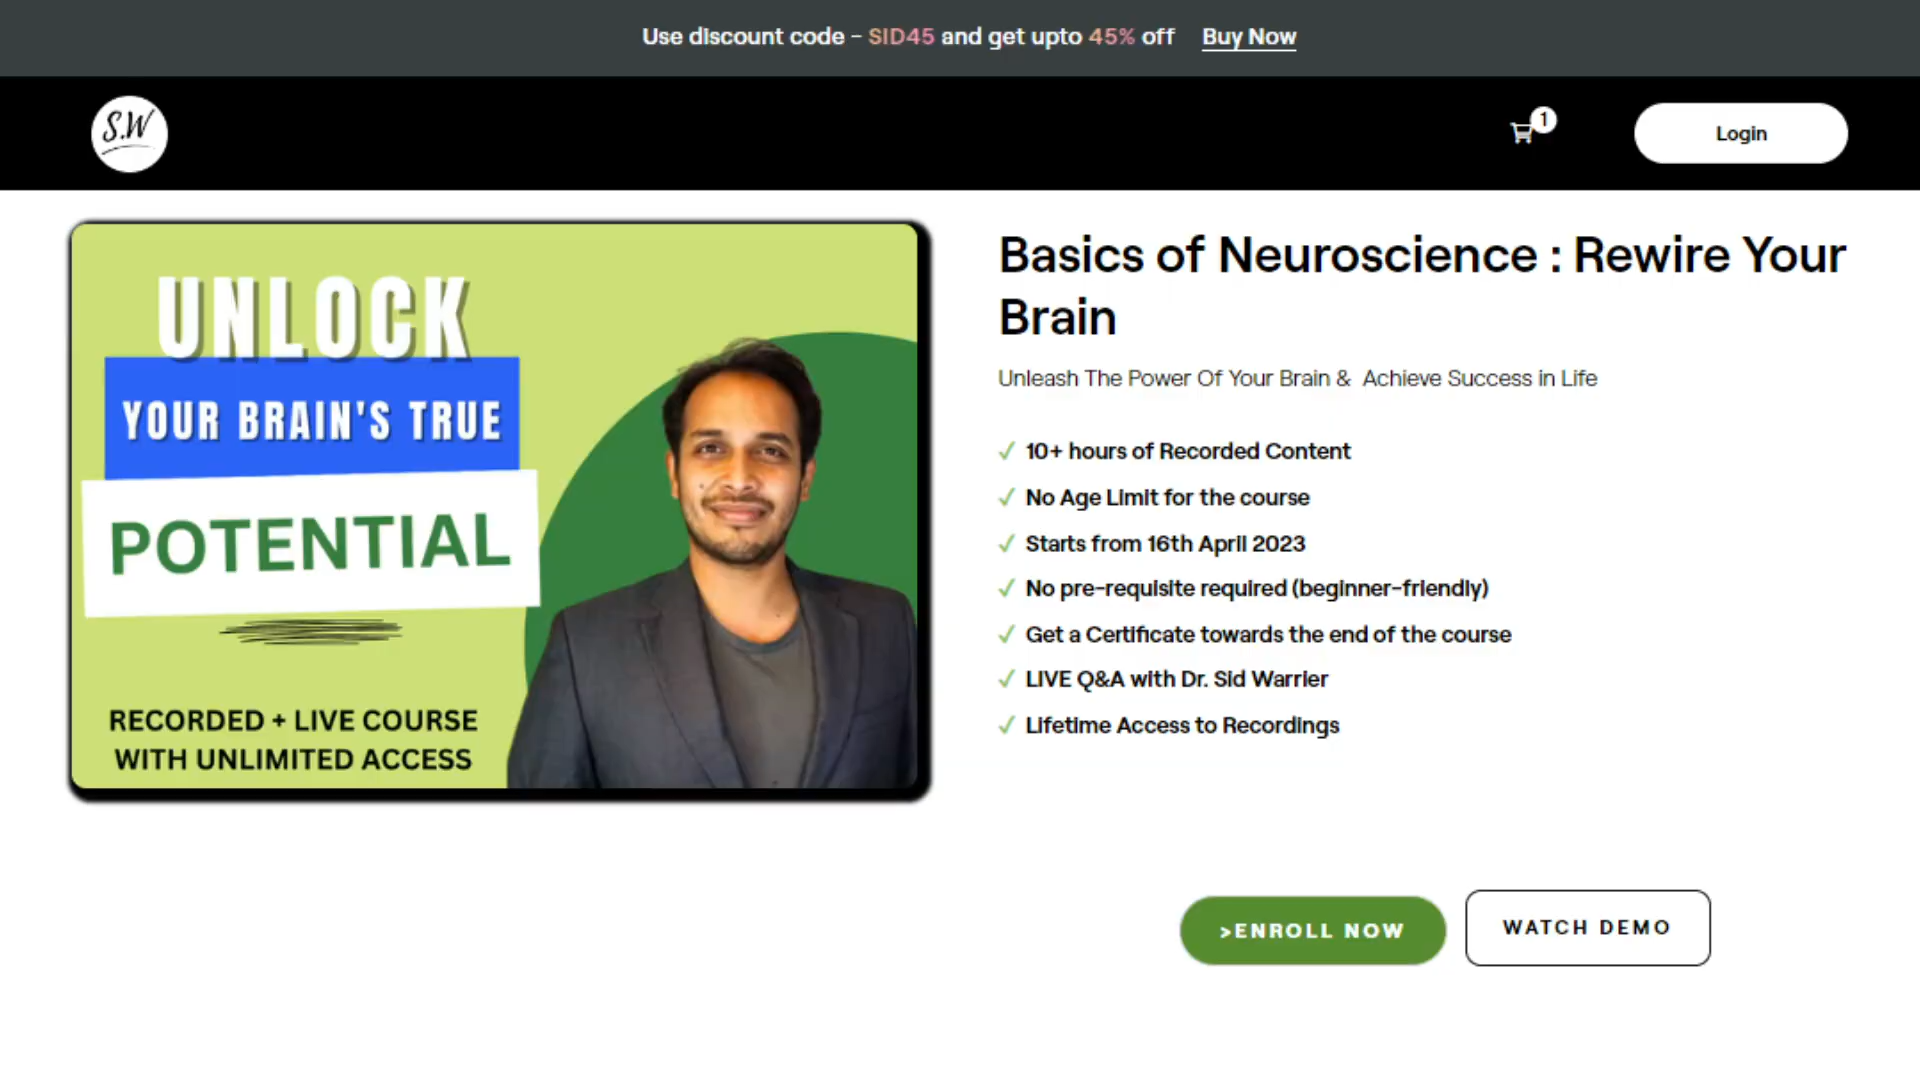 Use discount code - SID45 and get upto 45% off Buy Now
S.W
1
Login
UNLOCK
YOUR BRAIN'S TRUE
POTENTIAL
RECORDED + LIVE COURSE
WITH UNLIMITED ACCESS
Basics of Neuroscience : Rewire Your
Brain
Unleash The Power Of Your Brain & Achieve Success in Life
✓ 10+ hours of Recorded Content
✓ No Age Limit for the course
✓ Starts from 16th April 2023
✓ No pre-requisite required (beginner-friendly)
✓ Get a Certificate towards the end of the course
✓ LIVE Q&A with Dr. Sid Warrier
✓ Lifetime Access to Recordings
>ENROLL NOW
WATCH DEMO